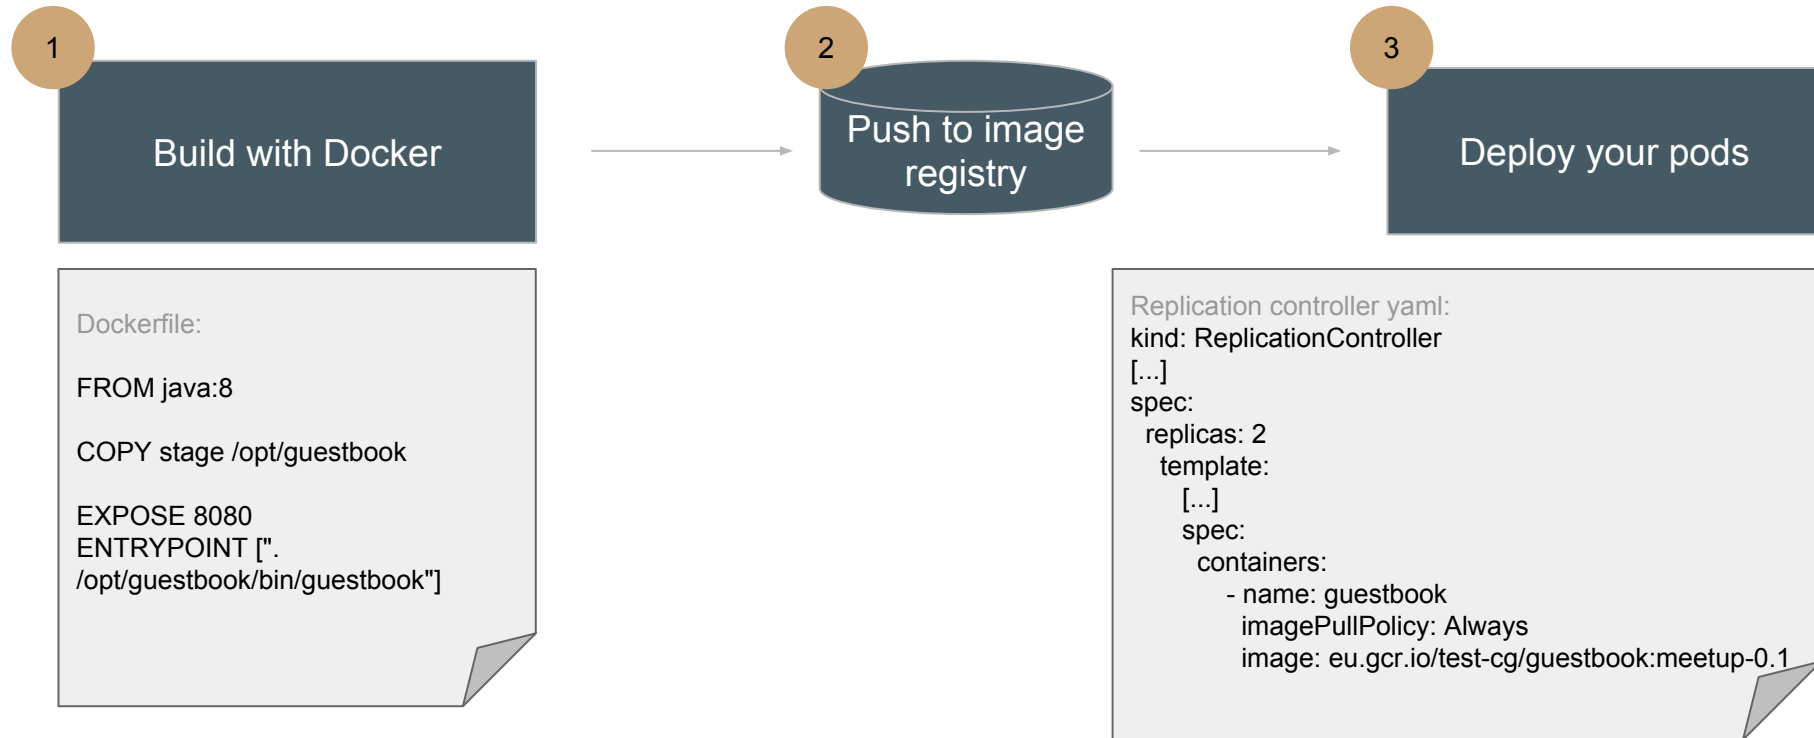 1
Build with Docker
2
Push to image
registry
3
Deploy your pods
Dockerfile:
FROM java:8
COPY stage /opt/guestbook
EXPOSE 8080
ENTRYPOINT [".
/opt/guestbook/bin/guestbook"]
Replication controller yaml:
kind: ReplicationController
[...]
spec:
replicas: 2
template:
[...]
spec:
containers:
- name: guestbook
imagePullPolicy: Always
image: eu.gcr.io/test-cg/guestbook:meetup-0.1